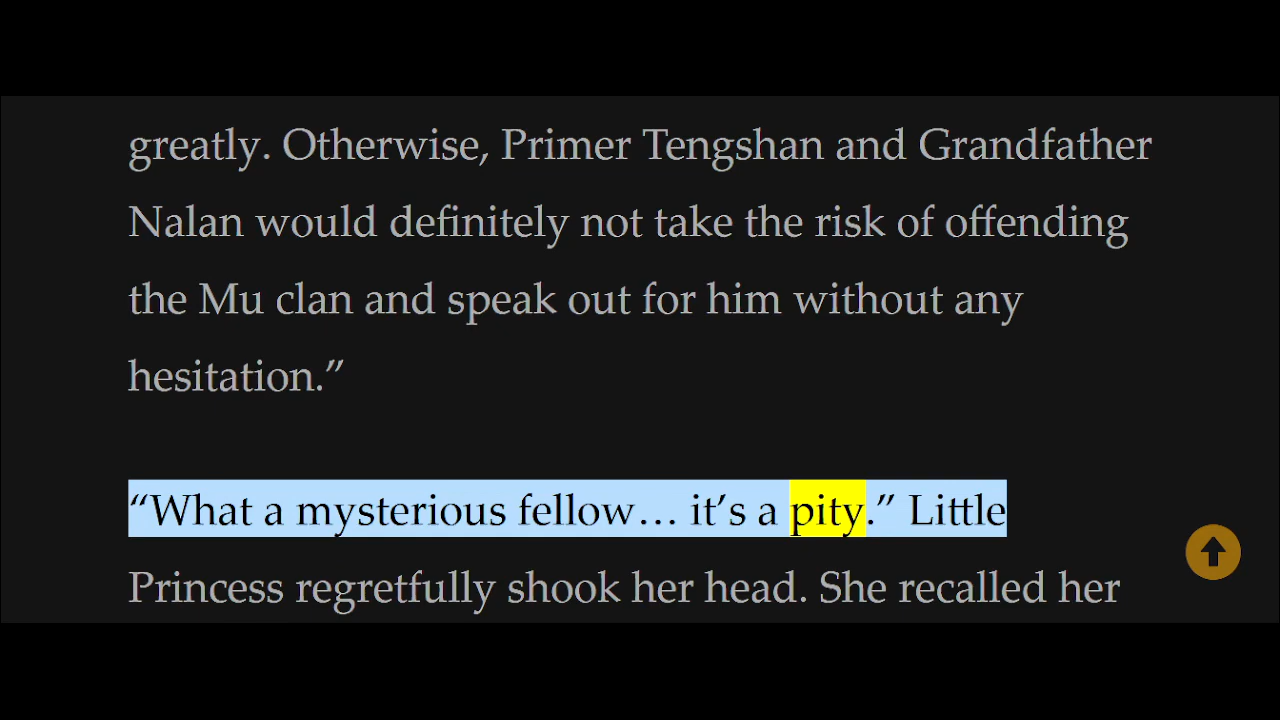 greatly. Otherwise, Primer Tengshan and Grandfather
Nalan would definitely not take the risk of offending
the Mu clan and speak out for him without any
hesitation.”
“What a mysterious fellow… it’s a pity.” Little
Princess regretfully shook her head. She recalled her